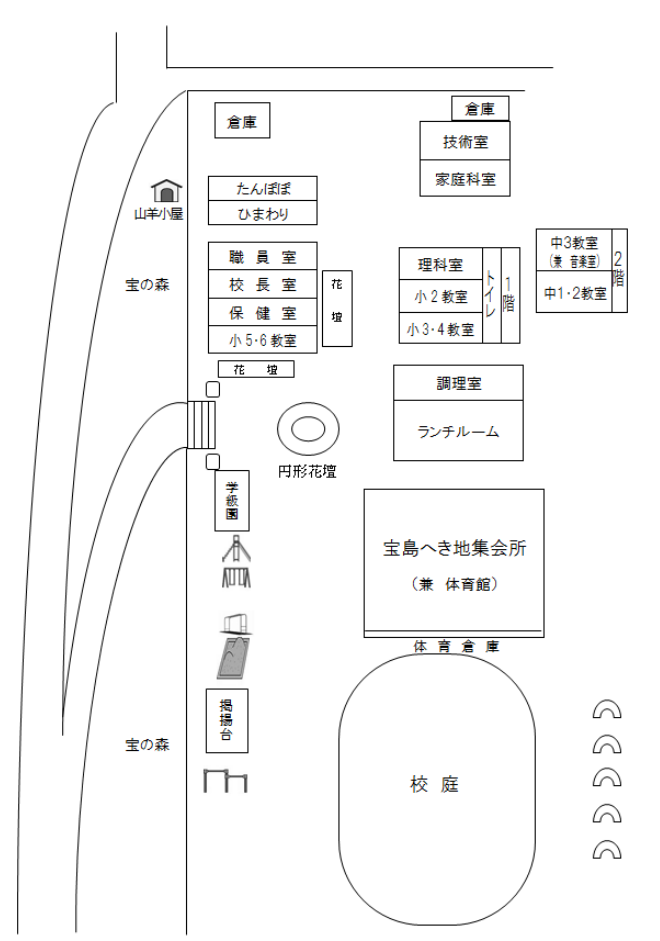 倉庫
倉庫
技術室
家庭科室
たんぽぽ
ひまわり
山羊小屋
宝の森
職員室
校長室
保健室
小5・6教室
花壇
花壇
理科室
小2教室
小3・4教室
トイレ
1階
中3教室
(兼 音楽室)
中1・2教室
2階
調理室
ランチルーム
円形花壇
学級園
宝島へき地集会所
(兼 体育館)
体育倉庫
掲揚台
宝の森
校庭